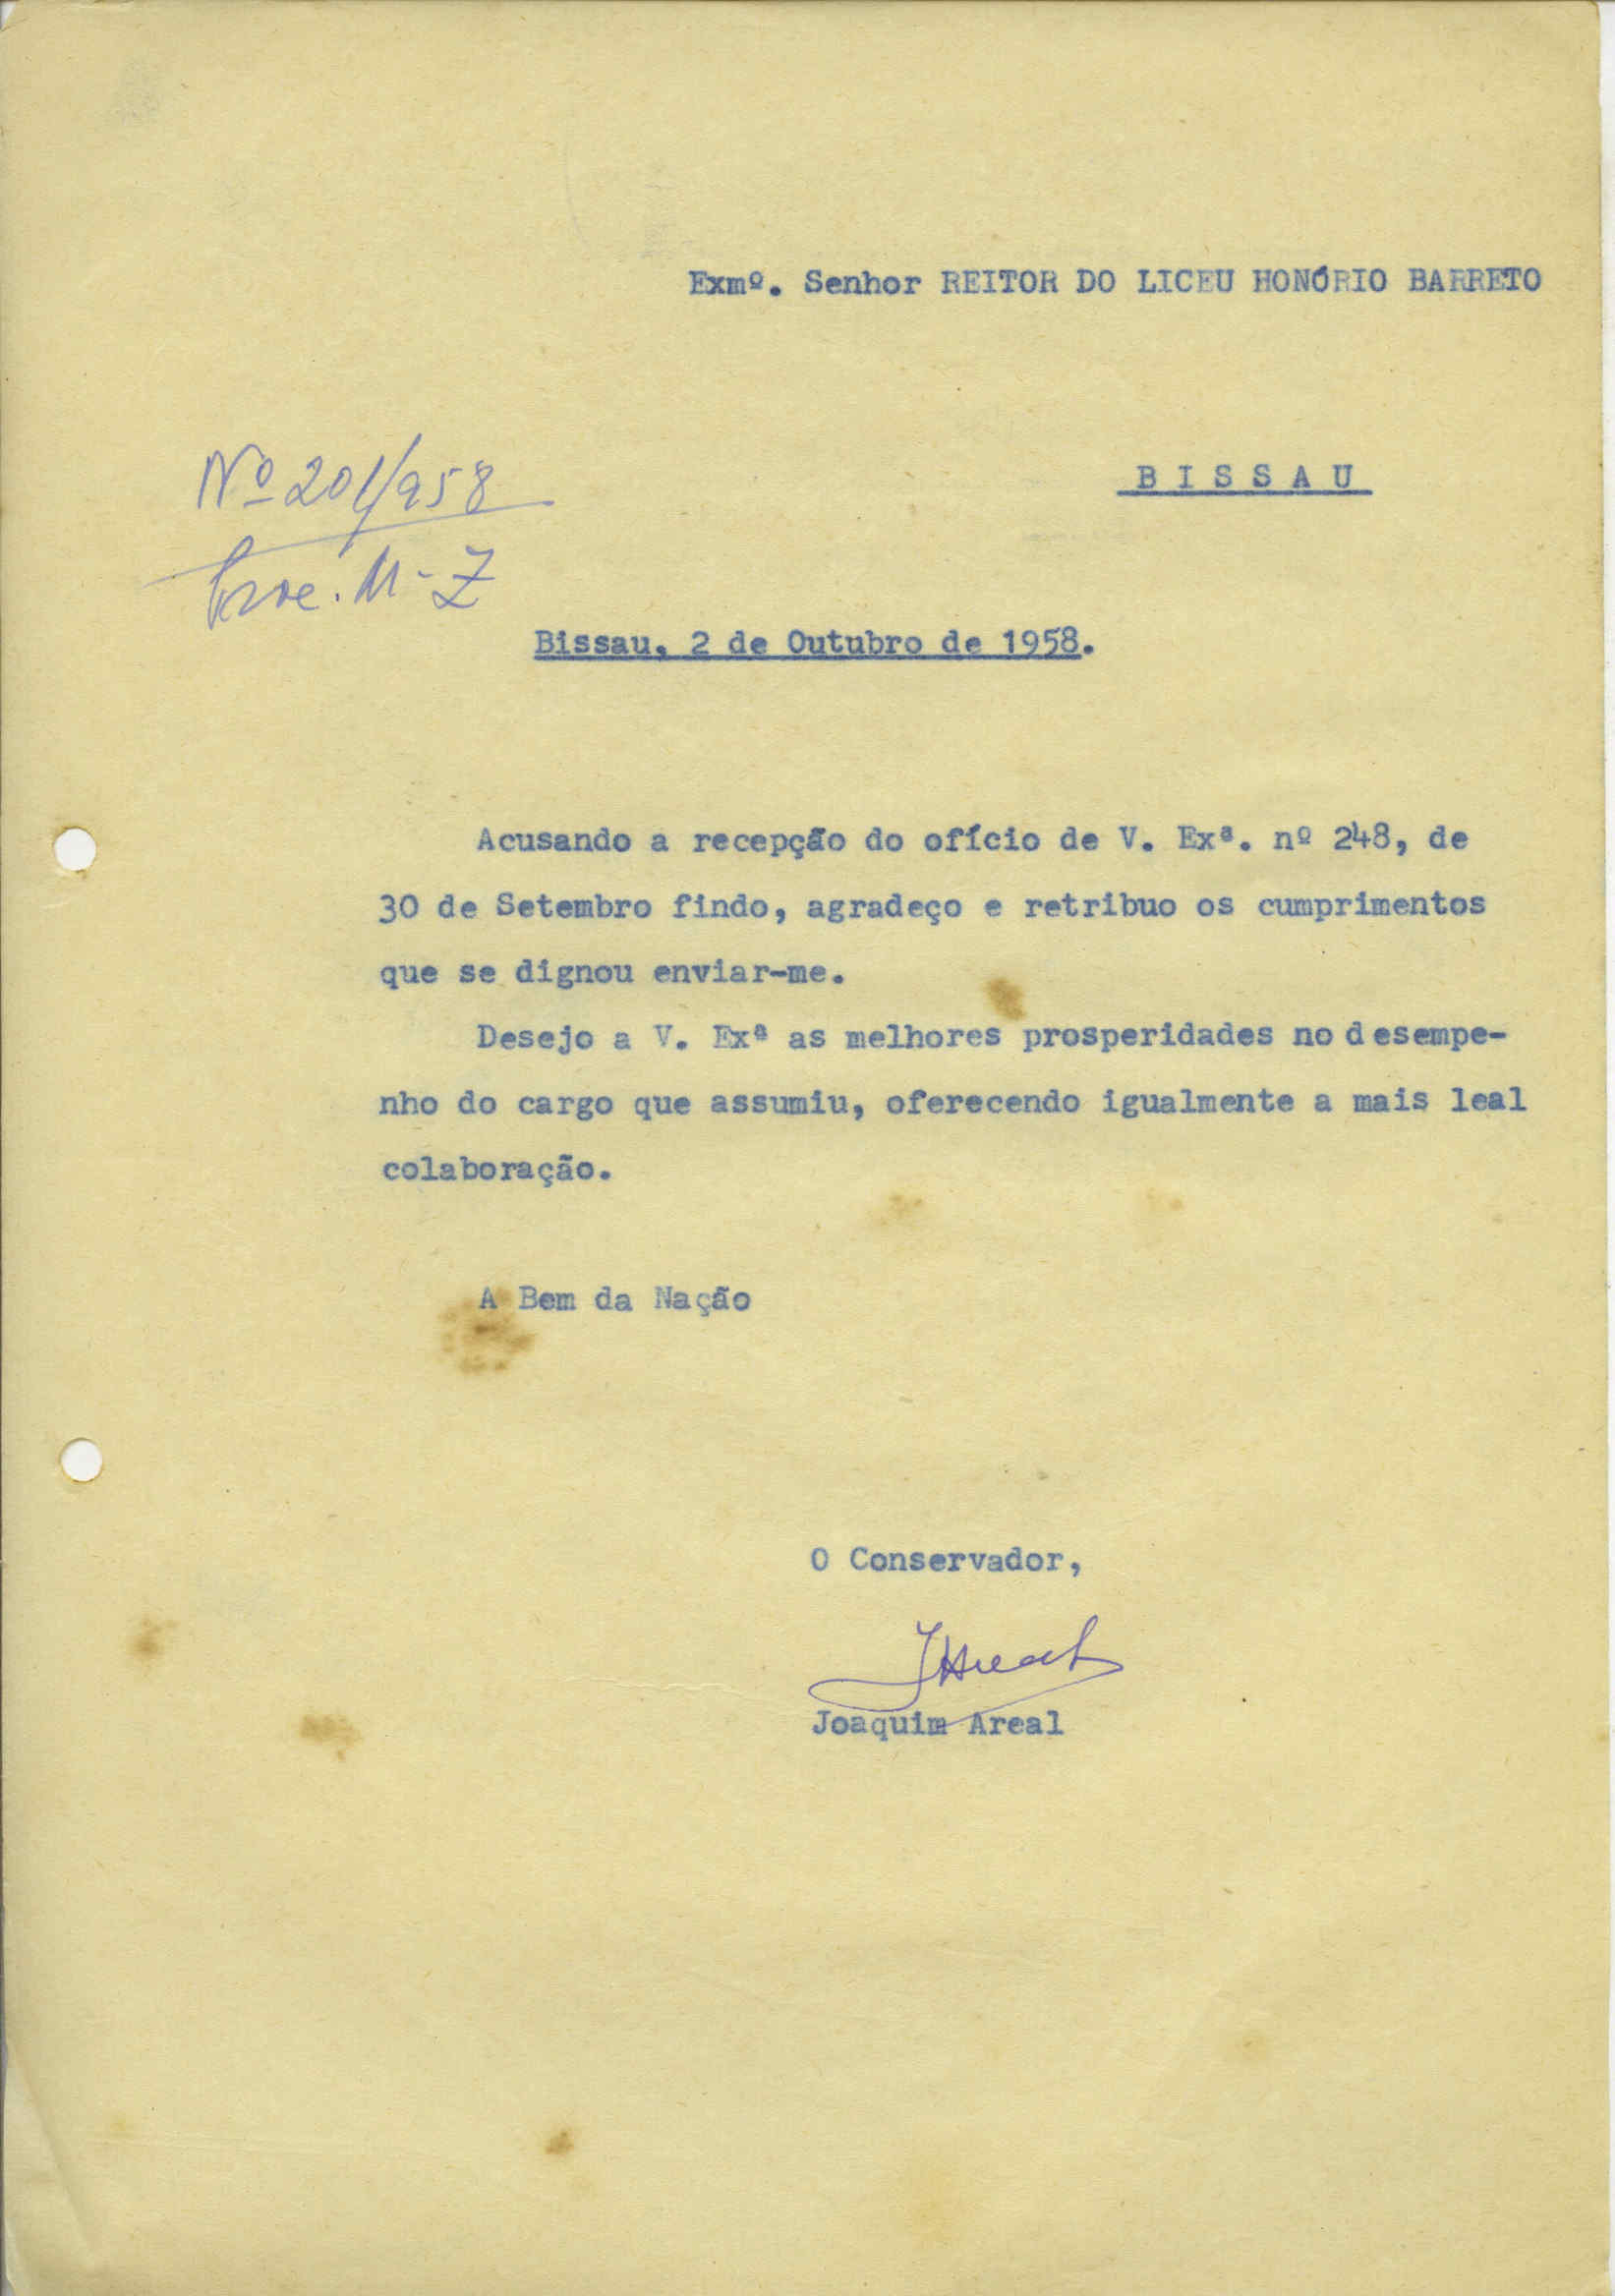 Exmº. Senhor REITOR DO LICEU HONÓRIO BARRETO
B I S S A U
Nº 201/958
Proc. M-Z
Bissau, 2 de Outubro de 1958.
Acusando a recepção do ofício de V. Exª. nº 248, de
30 de Setembro findo, agradeço e retribuo os cumprimentos
que se dignou enviar-me.
Desejo a V. Exª as melhores prosperidades no desempe-
nho do cargo que assumiu, oferecendo igualmente a mais leal
colaboração.
A Bem da Nação
O Conservador,
JAreal
Joaquim Areal